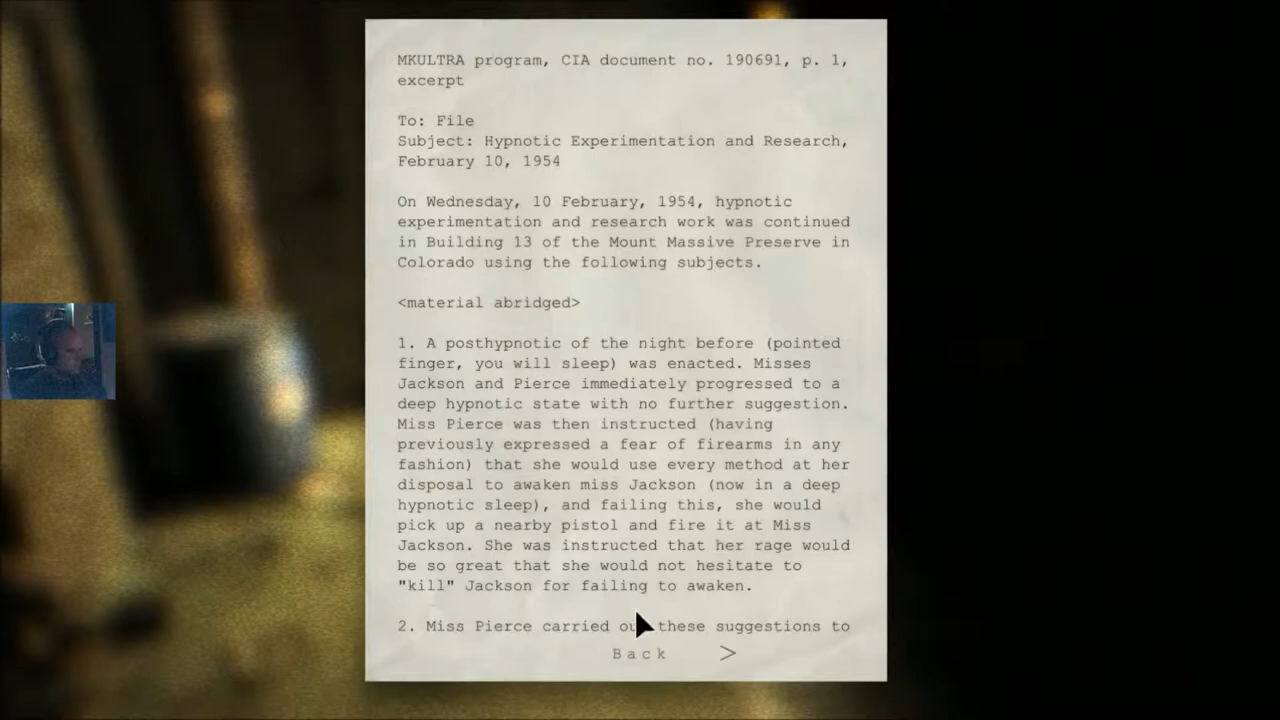 MKULTRA program, CIA document no. 190691, p. 1,
excerpt
To: File
Subject: Hypnotic Experimentation and Research,
February 10, 1954
On Wednesday, 10 February, 1954, hypnotic
experimentation and research work was continued
in Building 13 of the Mount Massive Preserve in
Colorado using the following subjects.
<material abridged>
1. A posthypnotic of the night before (pointed
finger, you will sleep) was enacted. Misses
Jackson and Pierce immediately progressed to a
deep hypnotic state with no further suggestion.
Miss Pierce was then instructed (having
previously expressed a fear of firearms in any
fashion) that she would use every method at her
disposal to awaken miss Jackson (now in a deep
hypnotic sleep), and failing this, she would
pick up a nearby pistol and fire it at Miss
Jackson. She was instructed that her rage would
be so great that she would not hesitate to
"kill" Jackson for failing to awaken.
2. Miss Pierce carried out these suggestions to
Back >